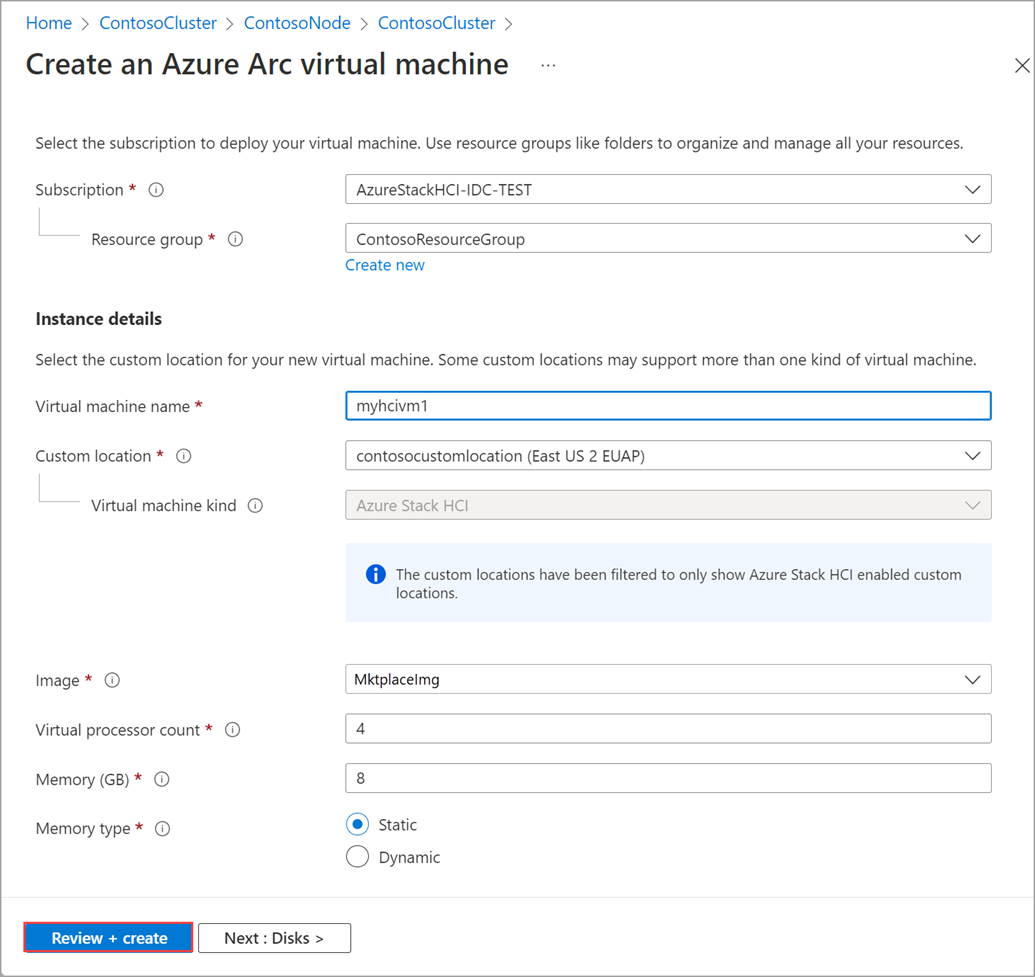 Home > ContosoCluster > ContosoNode > ContosoCluster >
Create an Azure Arc virtual machine ...
Select the subscription to deploy your virtual machine. Use resource groups like folders to organize and manage all your resources.
Subscription * AzureStackHCI-IDC-TEST
Resource group * ContosoResourceGroup
Create new
Instance details
Select the custom location for your new virtual machine. Some custom locations may support more than one kind of virtual machine.
Virtual machine name * myhcivm1
Custom location * contosocustomlocation (East US 2 EUAP)
Virtual machine kind Azure Stack HCI
The custom locations have been filtered to only show Azure Stack HCI enabled custom
locations.
Image * MktplaceImg
Virtual processor count * 4
Memory (GB) * 8
Memory type * Static
Dynamic
Review + create Next : Disks >